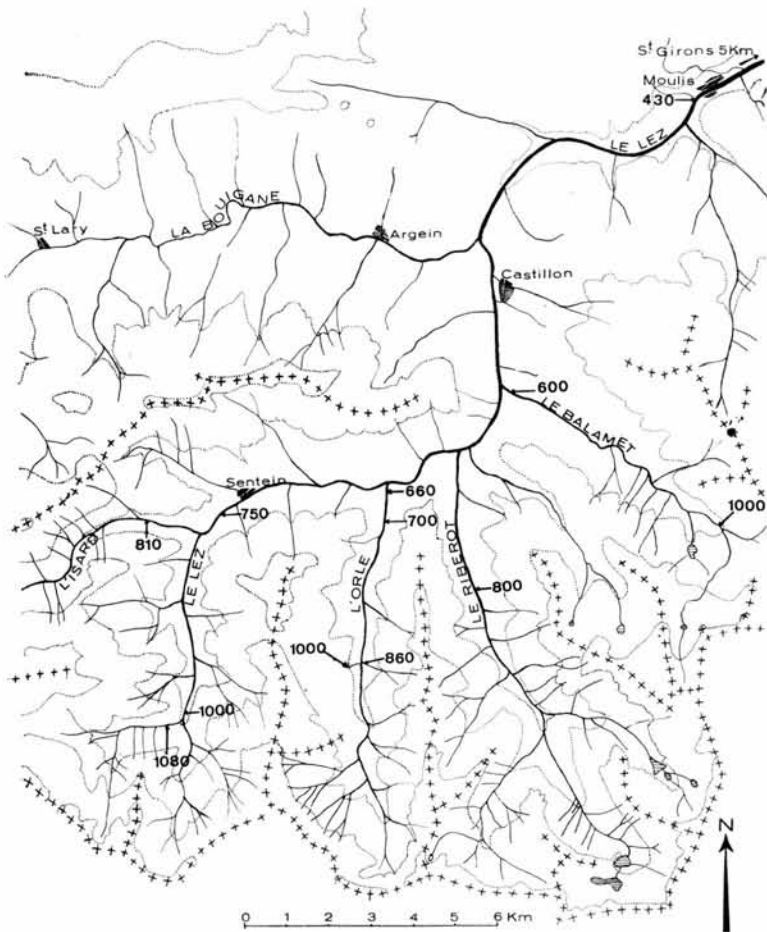 St Girons 5Km
Moulis
430
LE LEZ
LA BOUIGANE
St Lary
Argein
Castillon
600
LE BALAMET
Sentein
660
750
700
1000
810
L'ISARD
LE LEZ
L'ORLE
LE RIBEROT
800
1000
860
1000
1080
N
0 1 2 3 4 5 6 Km